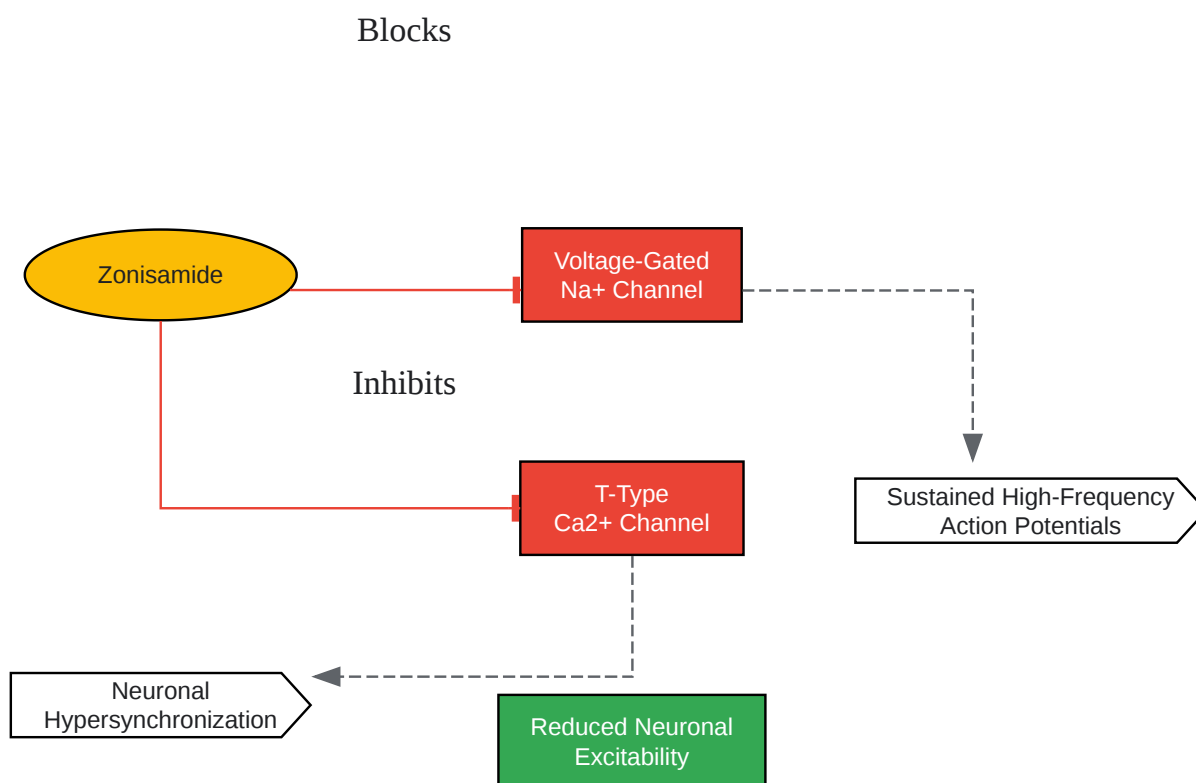 Blocks
Zonisamide
Voltage-Gated
Na+ Channel
Inhibits
T-Type
Ca2+ Channel
Sustained High-Frequency
Action Potentials
Neuronal
Hypersynchronization
Reduced Neuronal
Excitability